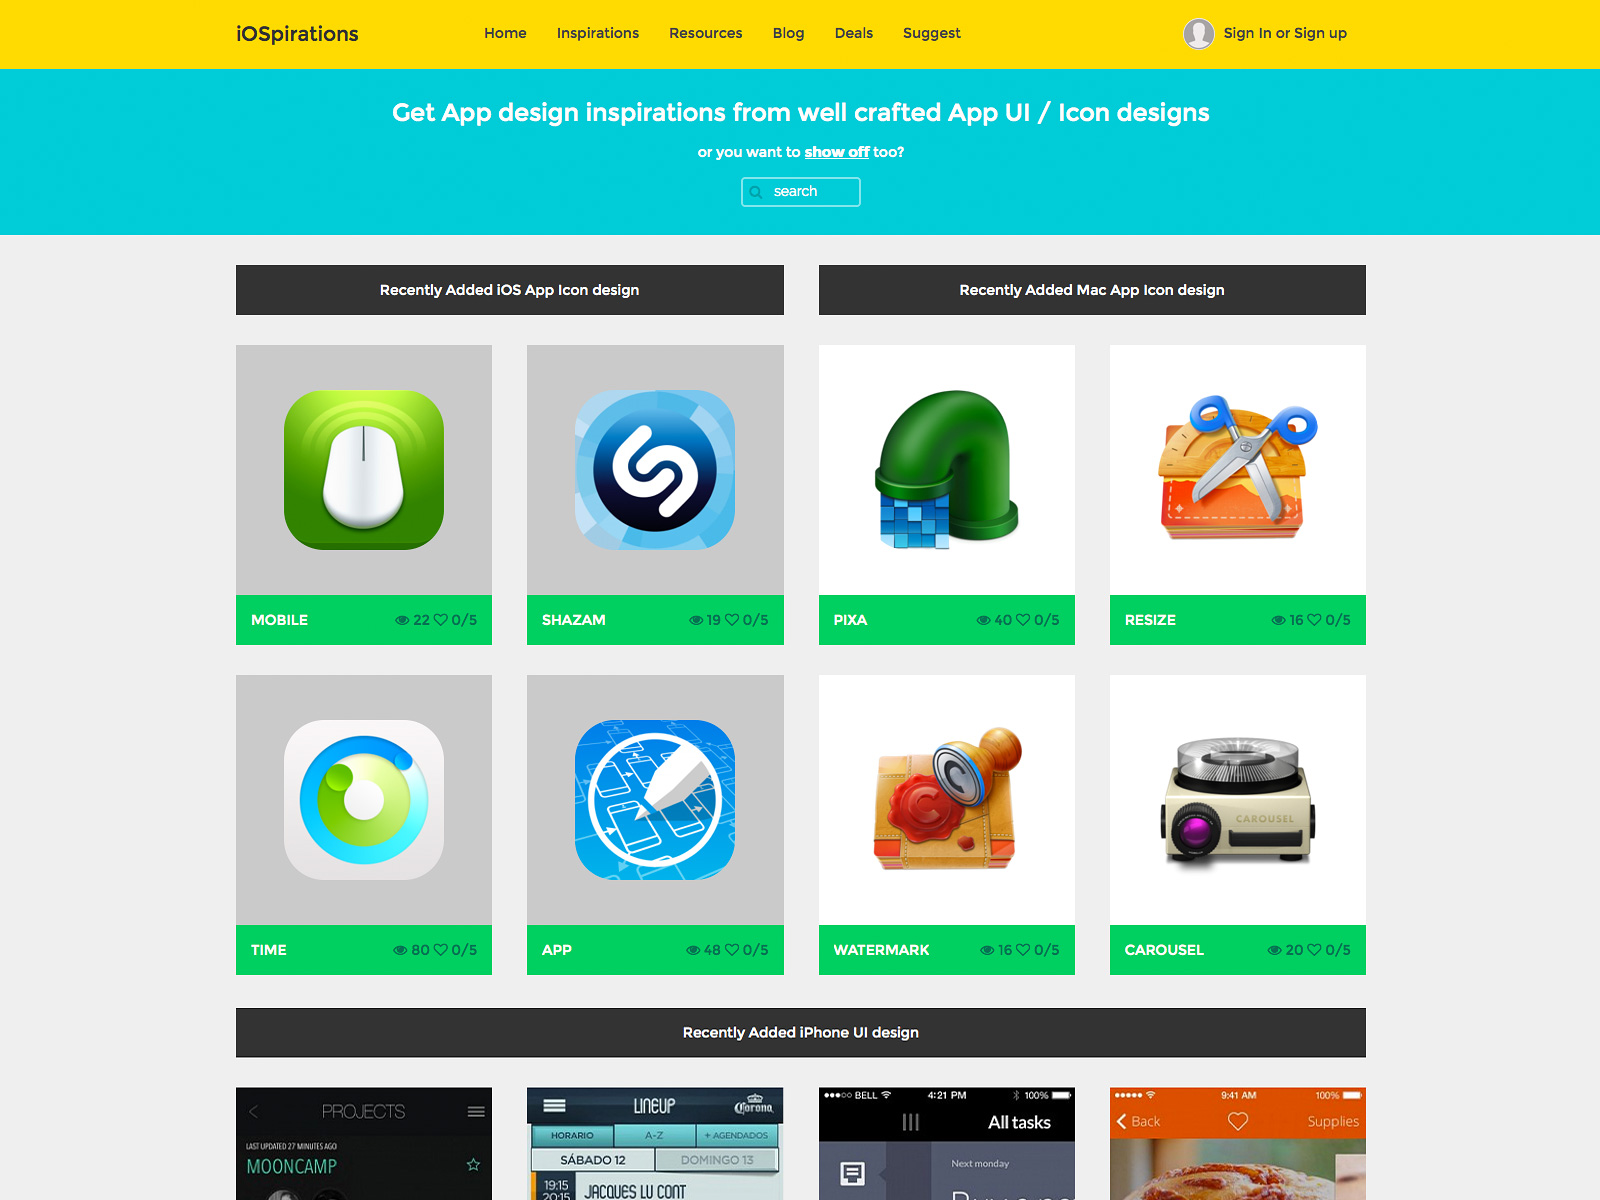 iOSpirations
Home Inspirations Resources Blog Deals Suggest
Sign In or Sign up
Get App design inspirations from well crafted App UI / Icon designs
or you want to show off too?
search
Recently Added iOS App Icon design
Recently Added Mac App Icon design
MOBILE 22 0/5
SHAZAM 19 0/5
PIXA 40 0/5
RESIZE 16 0/5
C
C
CAROUSEL
TIME 80 0/5
APP 48 0/5
WATERMARK 16 0/5
CAROUSEL 20 0/5
Recently Added iPhone UI design
PROJECTS
LAST UPDATED 27 MINUTES AGO
MOONCAMP
LINEUP
Corona
HORARIO A-Z + AGENDADOS
SÁBADO 12 DOMINGO 13
19:15
20:15
JACQUES LU CONT
BELL 4:21 PM 100%
All tasks
Next monday
9:41 AM 100%
Back Supplies